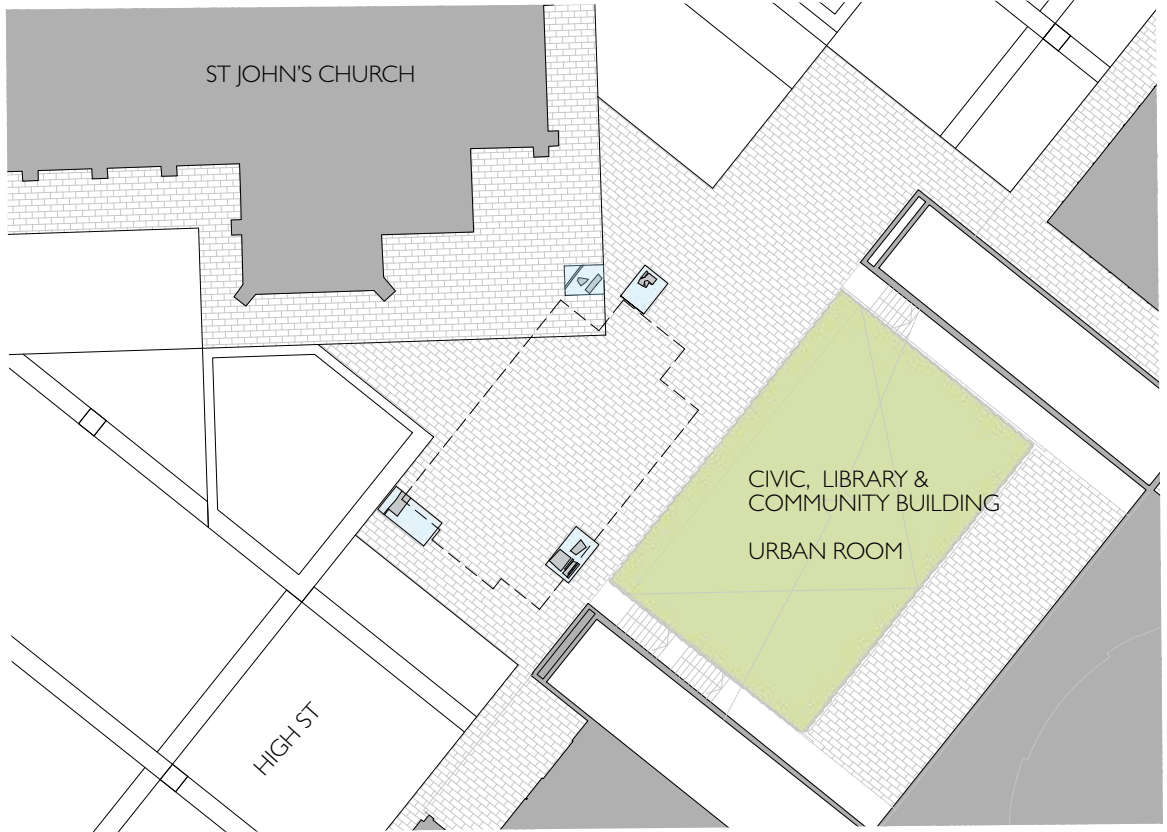 ST JOHN'S CHURCH
CIVIC, LIBRARY &
COMMUNITY BUILDING
URBAN ROOM
HIGH ST